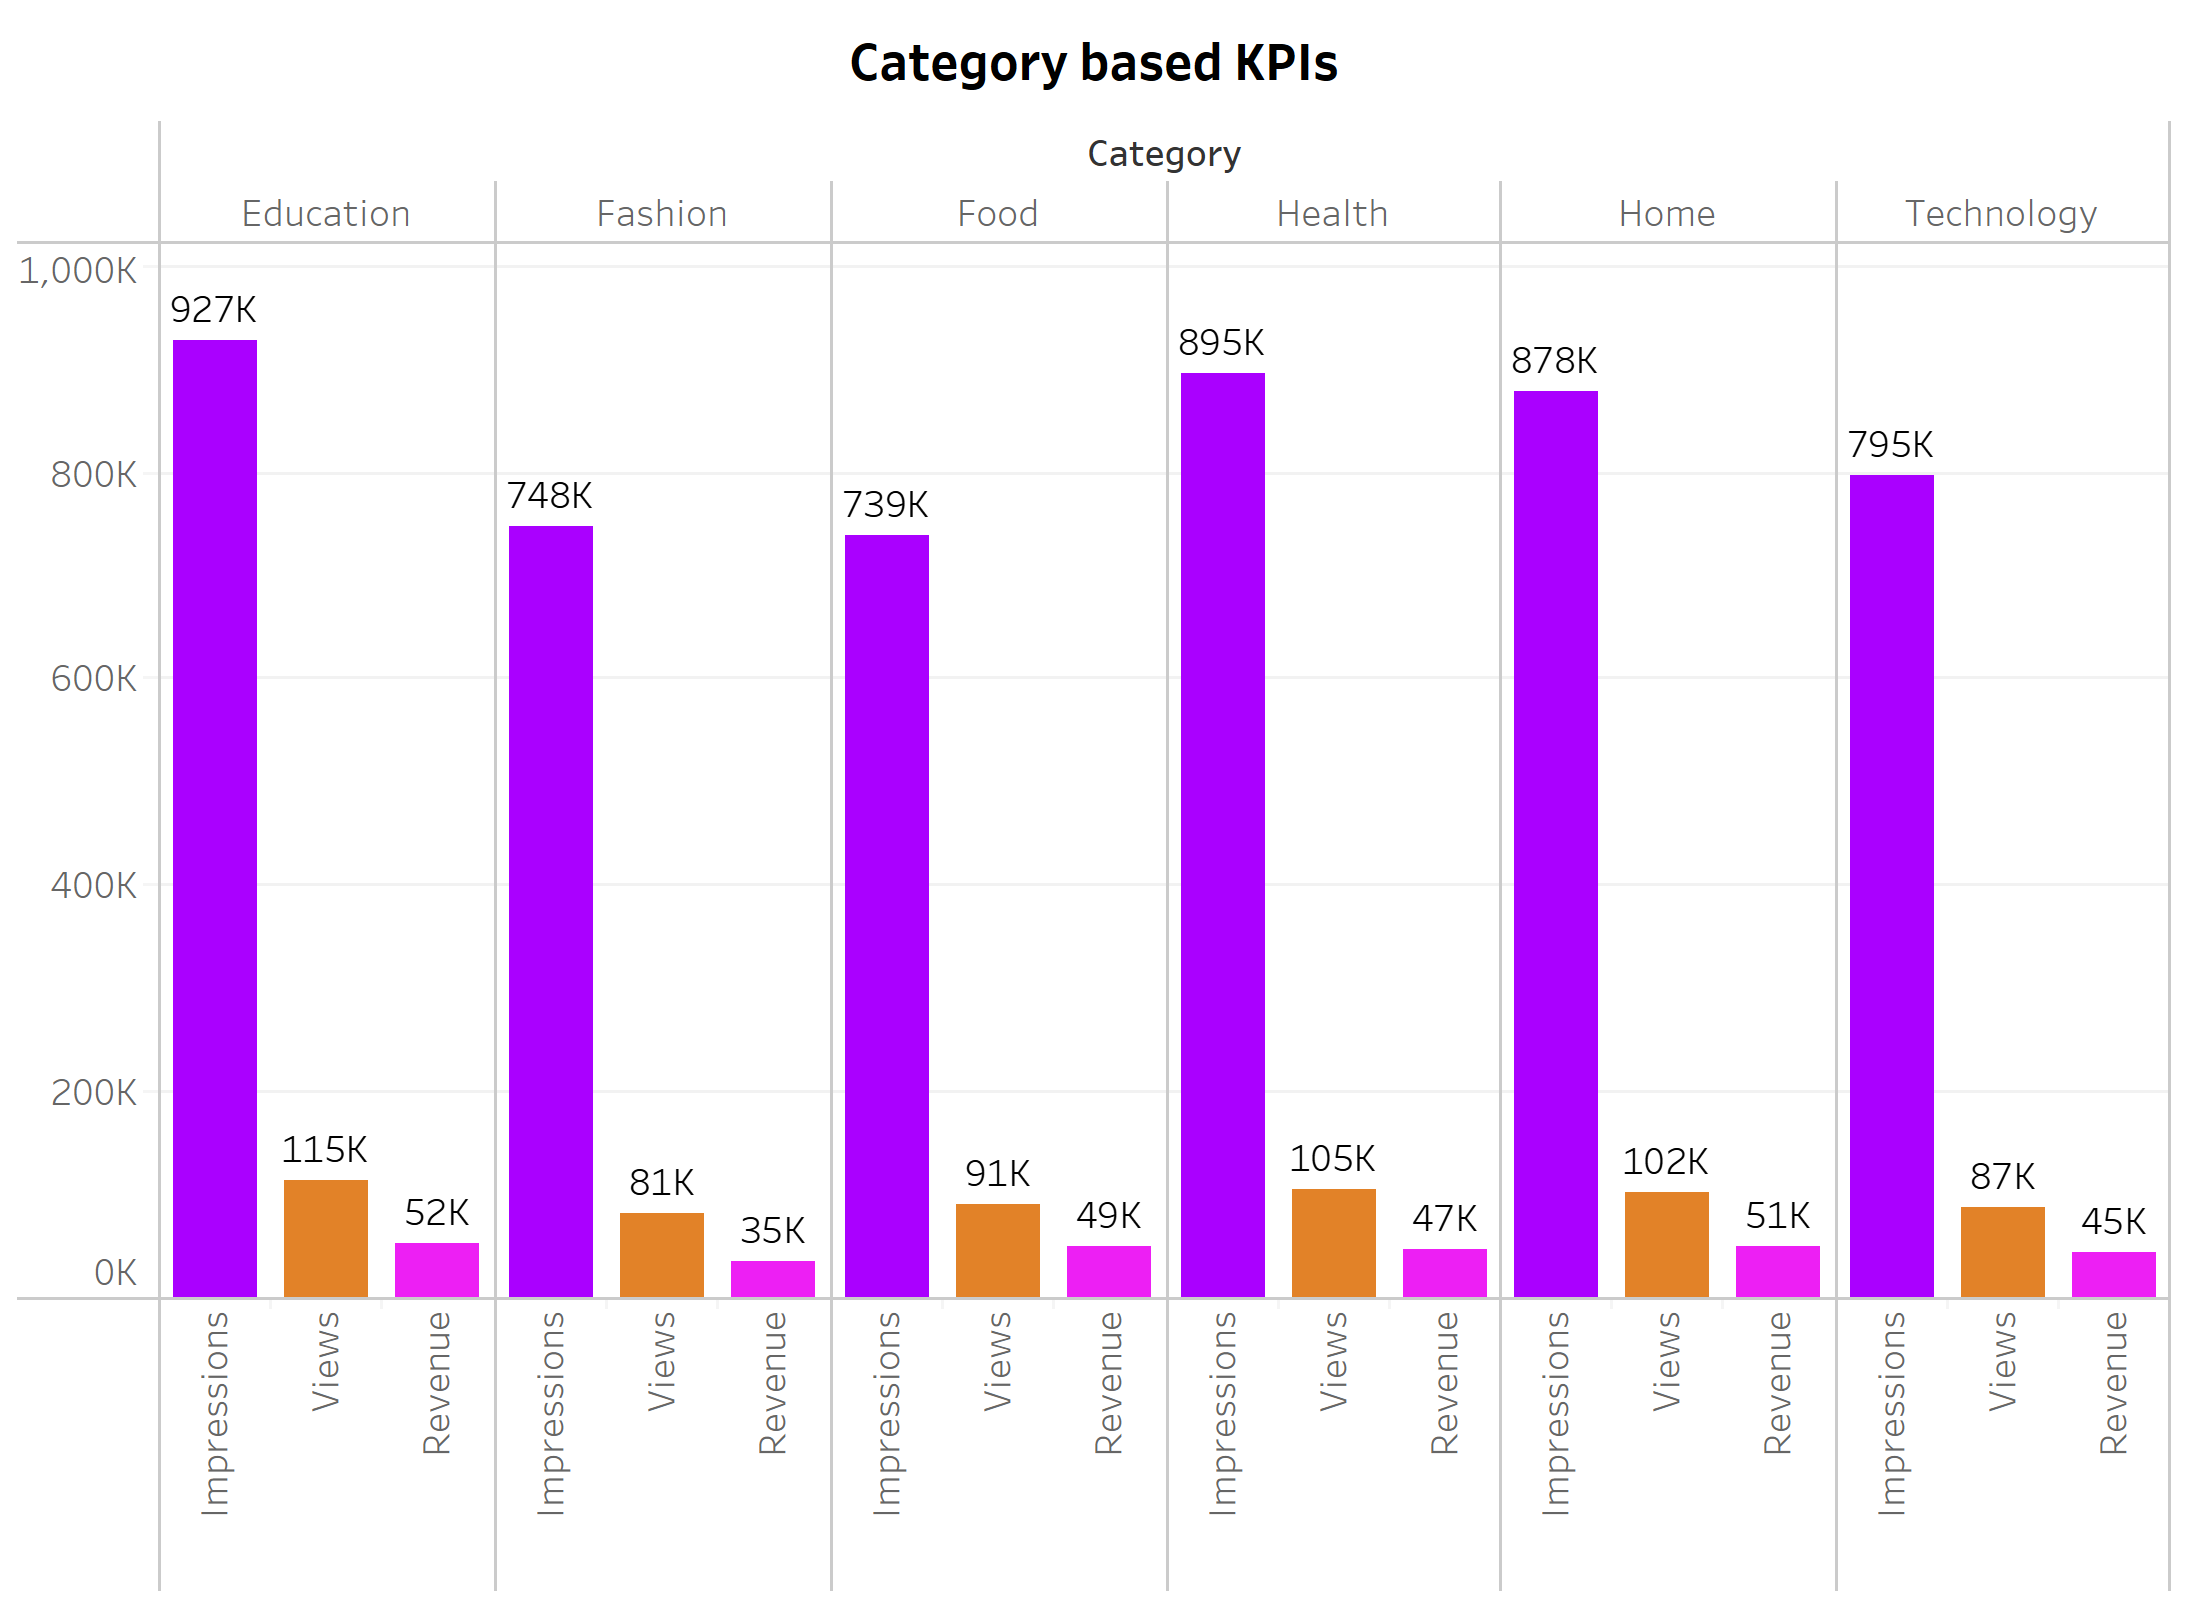 Category based KPIs
Category
Education Fashion Food Health Home Technology
1,000K
927K
895K
878K
795K
800K
748K
739K
600K
400K
200K
115K
105K
102K
91K
87K
81K
52K
51K
49K
47K
45K
35K
0K
Impressions Views Revenue Impressions Views Revenue Impressions Views Revenue Impressions Views Revenue Impressions Views Revenue Impressions Views Revenue